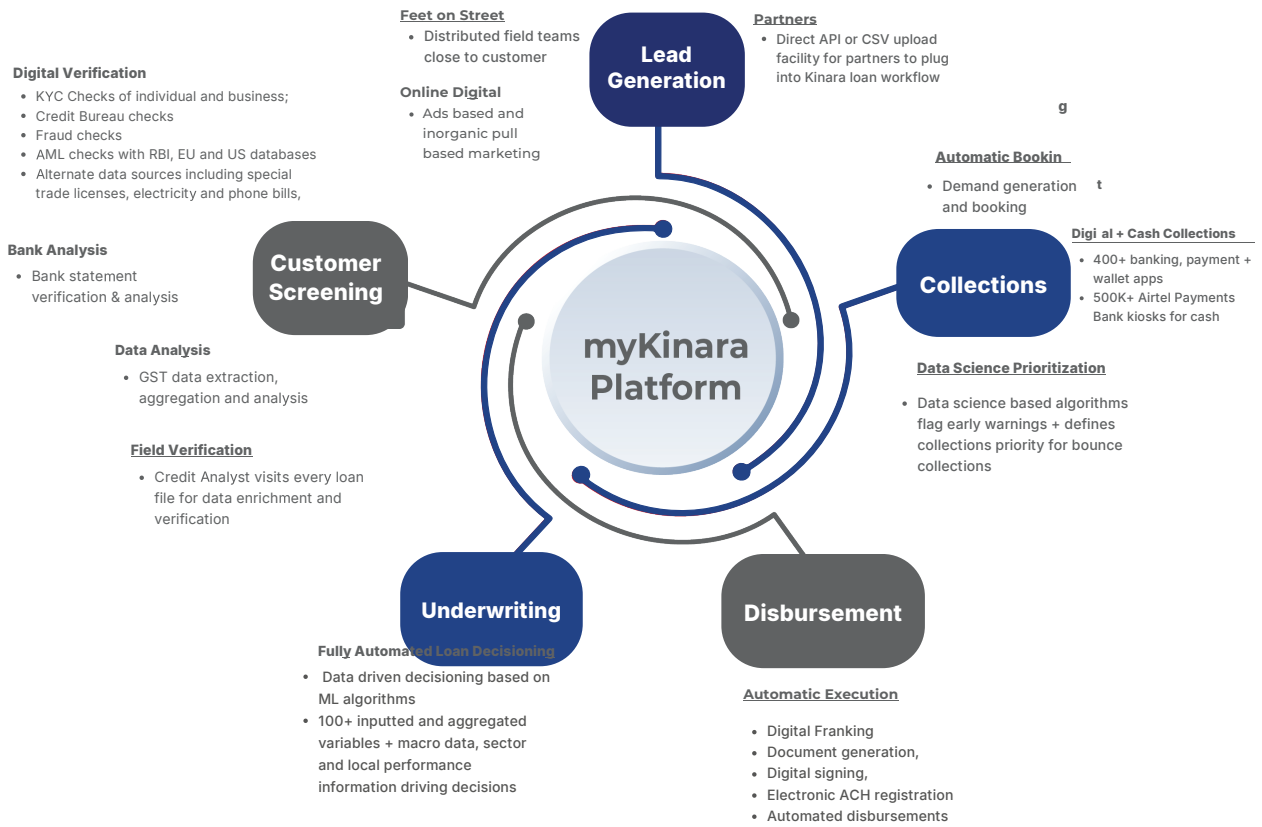 Feet on Street
• Distributed field teams
close to customer
Online Digital
• Ads based and
inorganic pull
based marketing
Lead
Generation
Partners
• Direct API or CSV upload
facility for partners to plug
into Kinara loan workflow
Digital Verification
• KYC Checks of individual and business;
• Credit Bureau checks
• Fraud checks
• AML checks with RBI, EU and US databases
• Alternate data sources including special
trade licenses, electricity and phone bills,
g
Automatic Bookin
• Demand generation
and booking
t
Bank Analysis
• Bank statement
verification & analysis
Customer
Screening
Collections
Digi al + Cash Collections
• 400+ banking, payment +
wallet apps
• 500K+ Airtel Payments
Bank kiosks for cash
myKinara
Platform
Data Analysis
• GST data extraction,
aggregation and analysis
Data Science Prioritization
• Data science based algorithms
flag early warnings + defines
collections priority for bounce
collections
Field Verification
• Credit Analyst visits every loan
file for data enrichment and
verification
Underwriting
Fully Automated Loan Decisioning
• Data driven decisioning based on
ML algorithms
• 100+ inputted and aggregated
variables + macro data, sector
and local performance
information driving decisions
Disbursement
Automatic Execution
• Digital Franking
• Document generation,
• Digital signing,
• Electronic ACH registration
• Automated disbursements